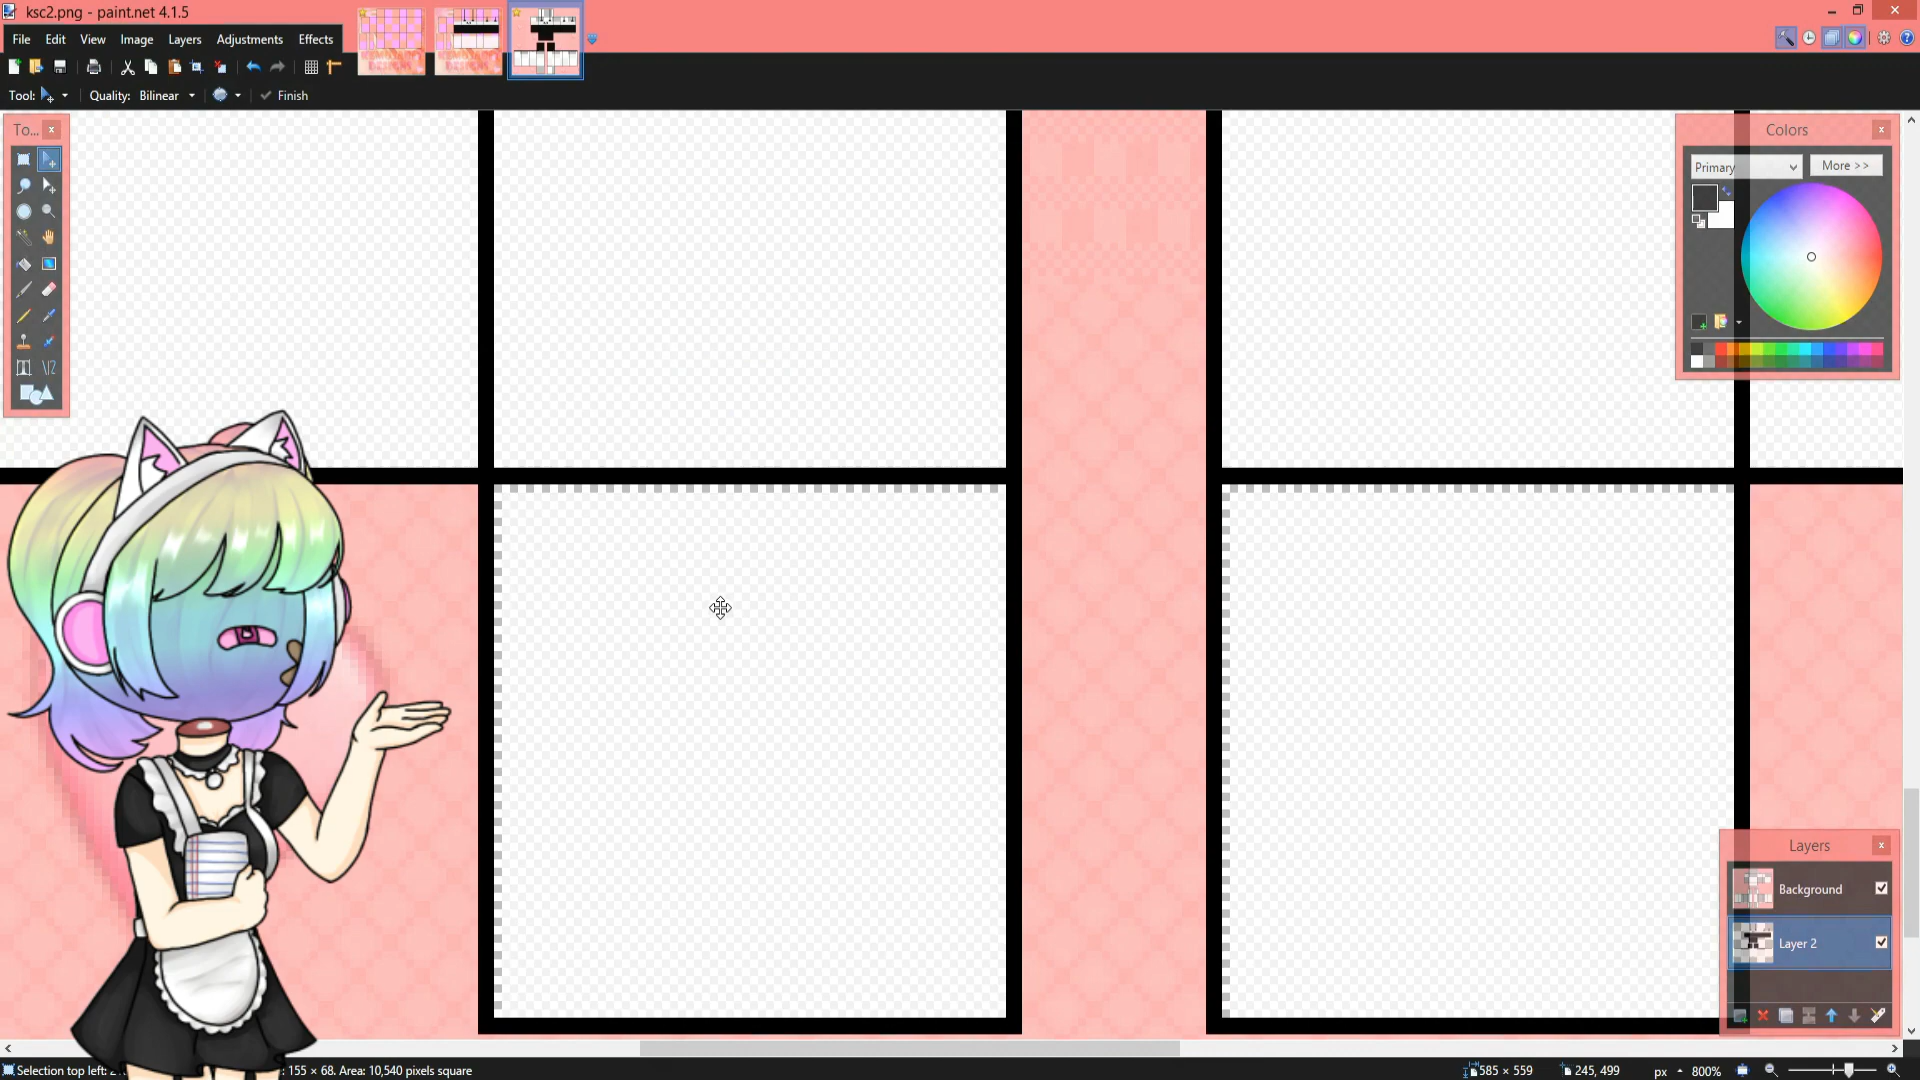 ksc2.png - paint.net 4.1.5
File Edit View Image Layers Adjustments Effects
Tool: Quality: Bilinear Finish
To...
Colors
Primary More >>
Layers
Background
Layer 2
Selection top left: 2 : 155 × 68. Area: 10,540 pixels square
585 × 559 245, 499 px 800%